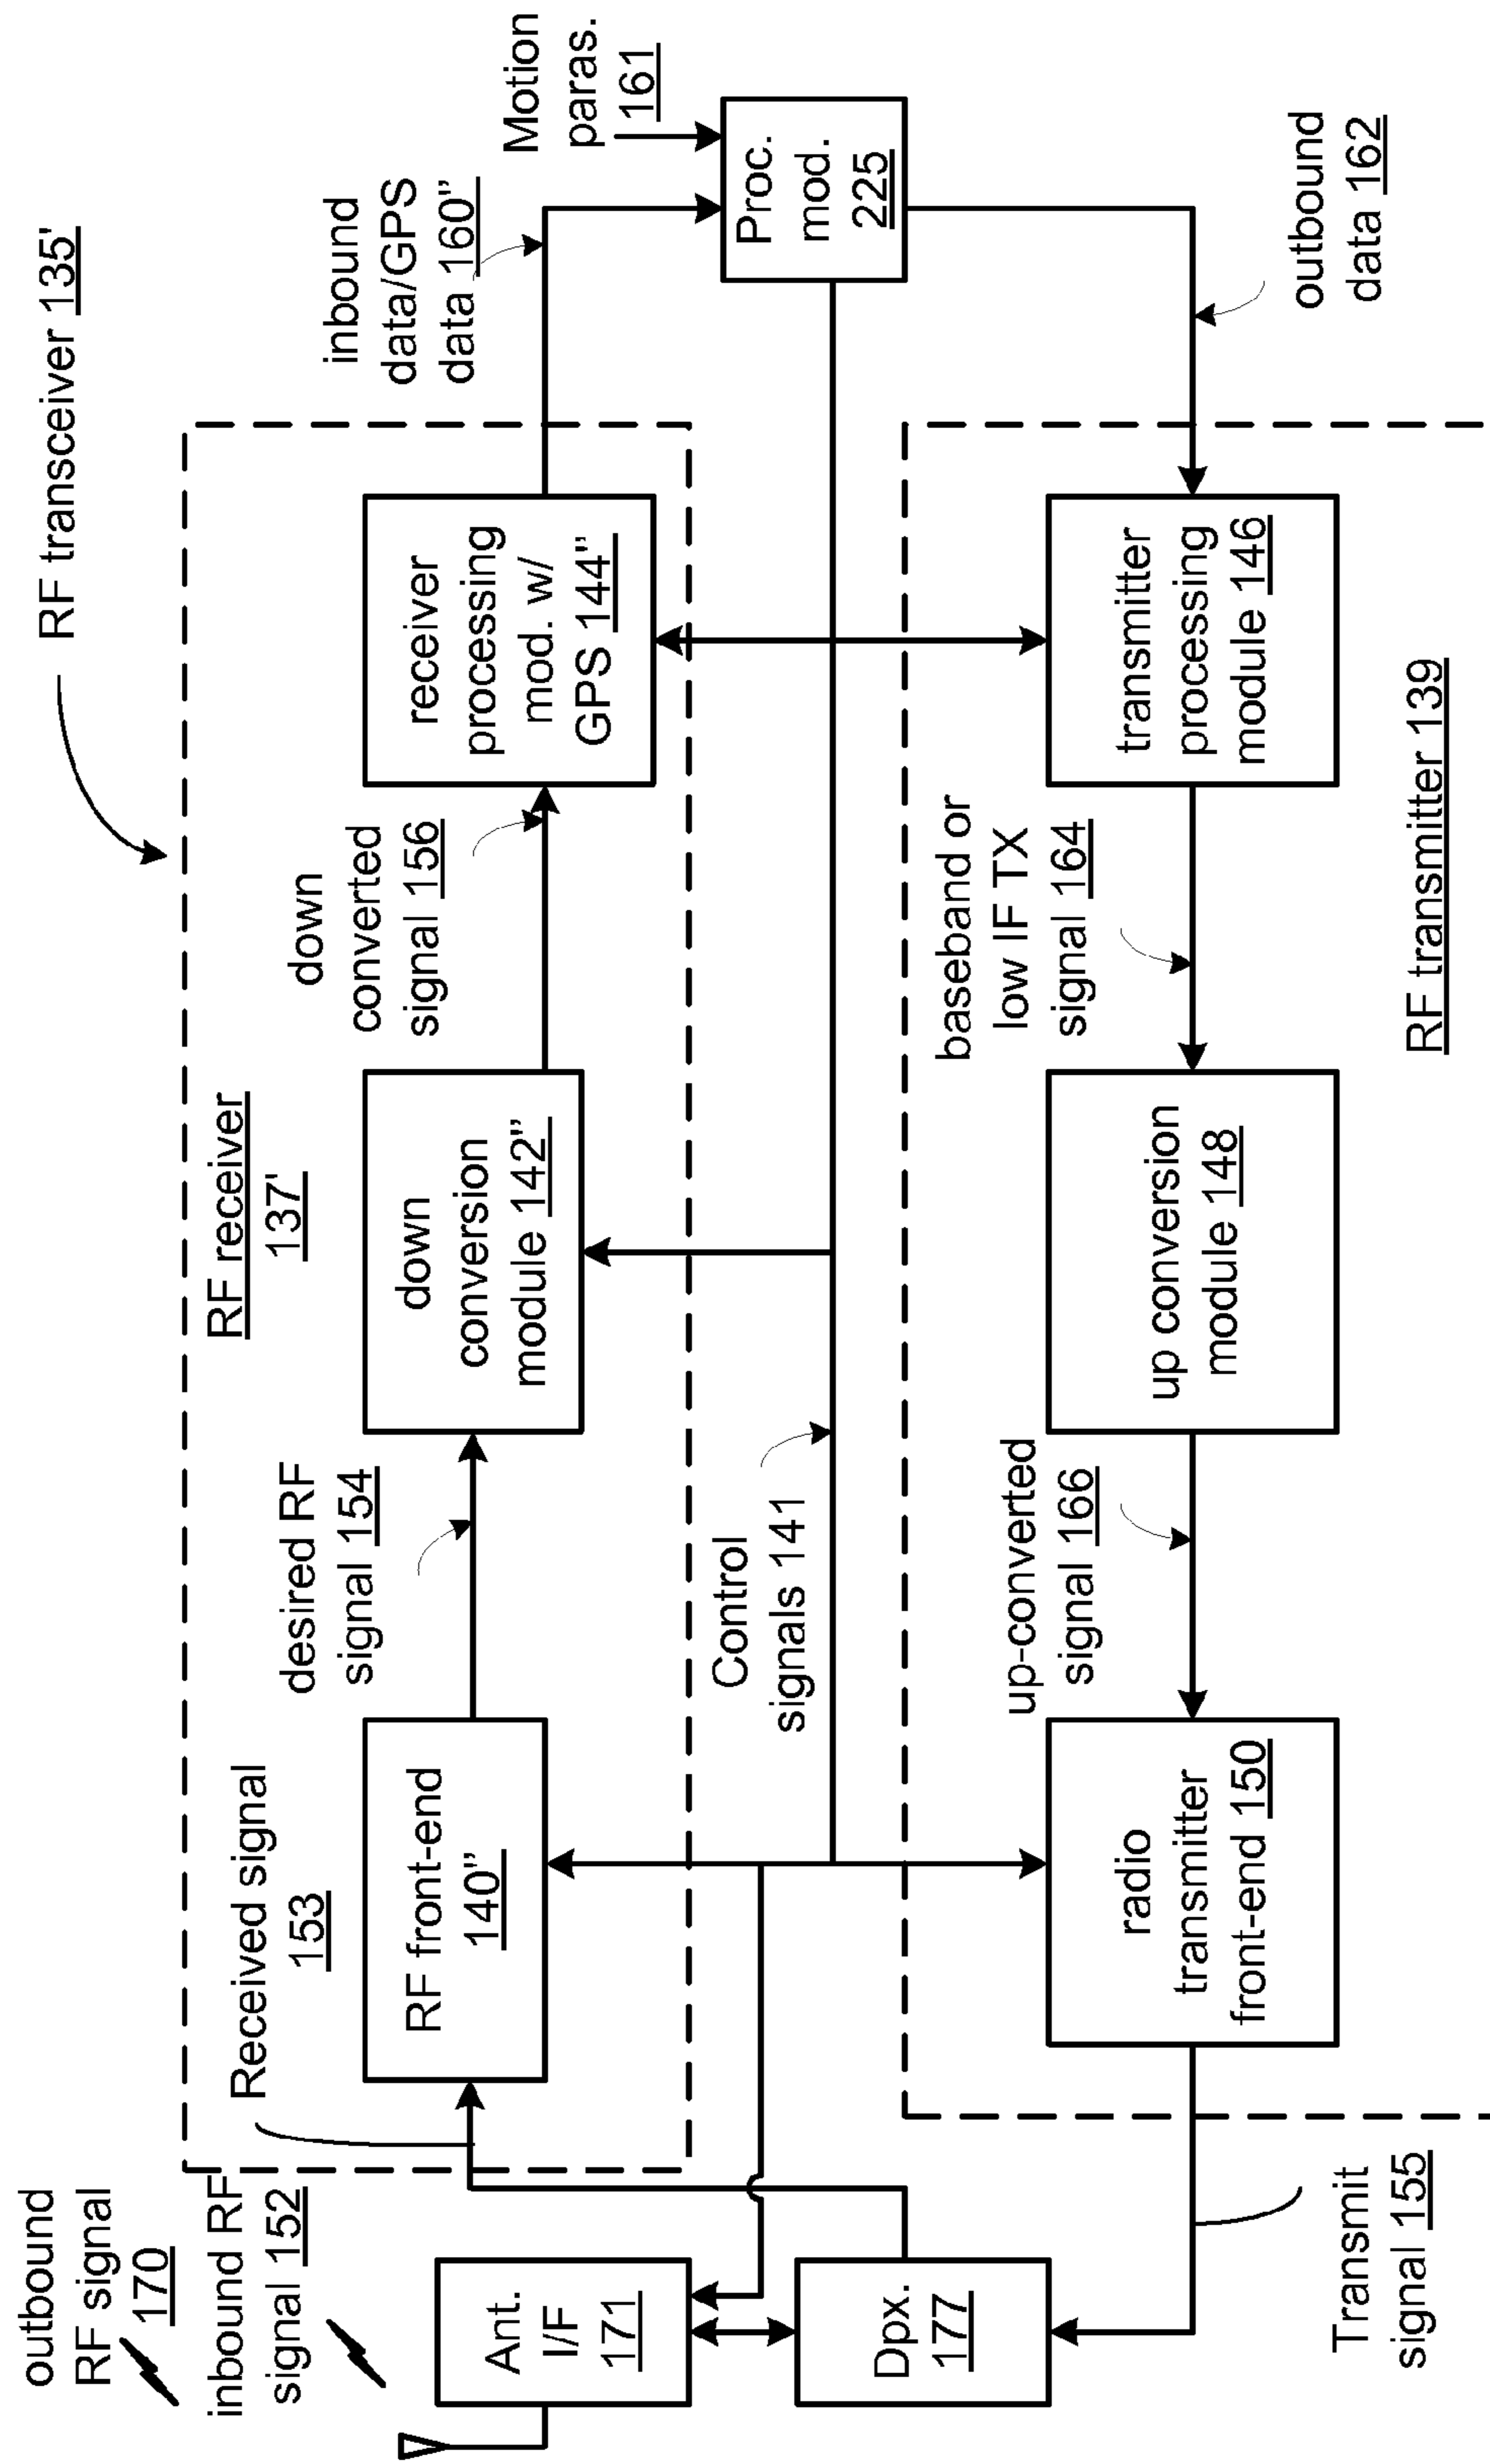 RF transceiver 135'
outbound
RF signal
170
inbound RF
signal 152
Received signal
153
RF receiver
137'
desired RF
signal 154
down
converted
signal 156
inbound
data/GPS
data 160"
Motion
paras.
161
Ant.
I/F
171
RF front-end
140"
down
conversion
module 142"
receiver
processing
mod. w/
GPS 144"
Proc.
mod.
225
Control
signals 141
Dpx.
177
up-converted
signal 166
baseband or
low IF TX
signal 164
outbound
data 162
radio
transmitter
front-end 150
up conversion
module 148
transmitter
processing
module 146
Transmit
signal 155
RF transmitter 139